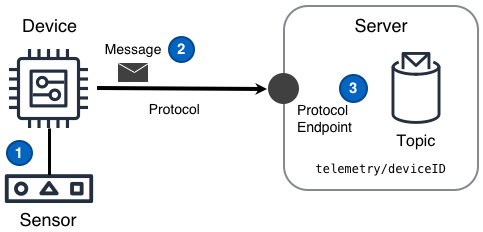 Device
Server
Message
2
Protocol
3
Protocol
Endpoint
Topic
1
telemetry/deviceID
Sensor